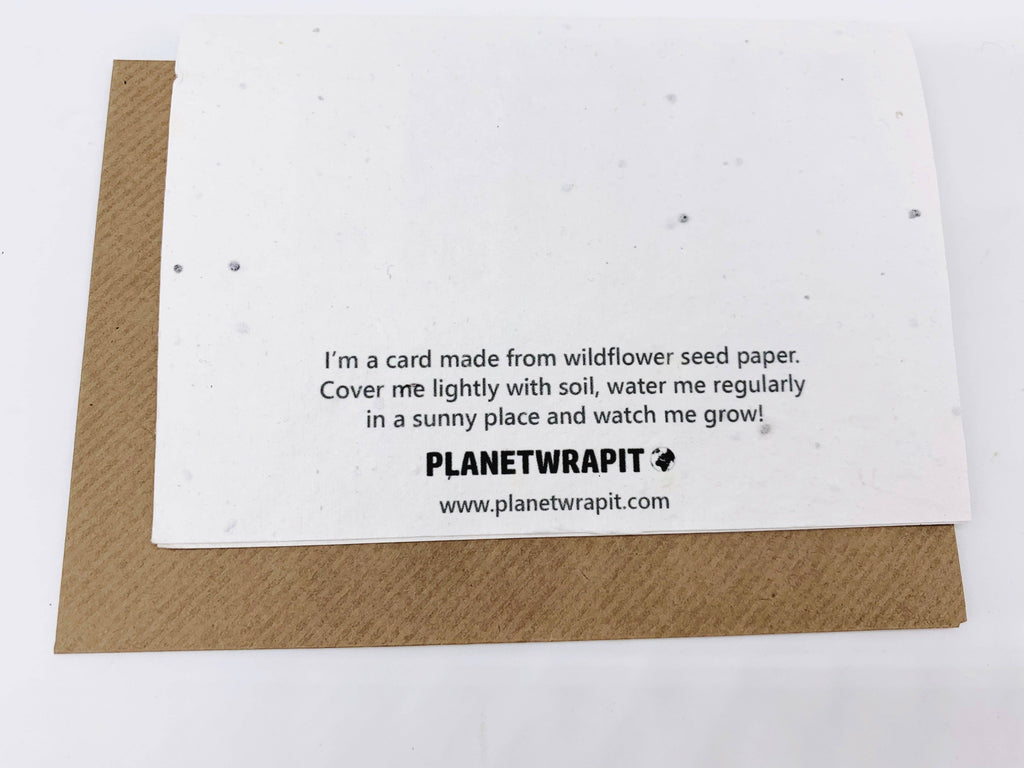 I'm a card made from wildflower seed paper.
Cover me lightly with soil, water me regularly
in a sunny place and watch me grow!
PLANETWRAPIT
www.planetwrapit.com